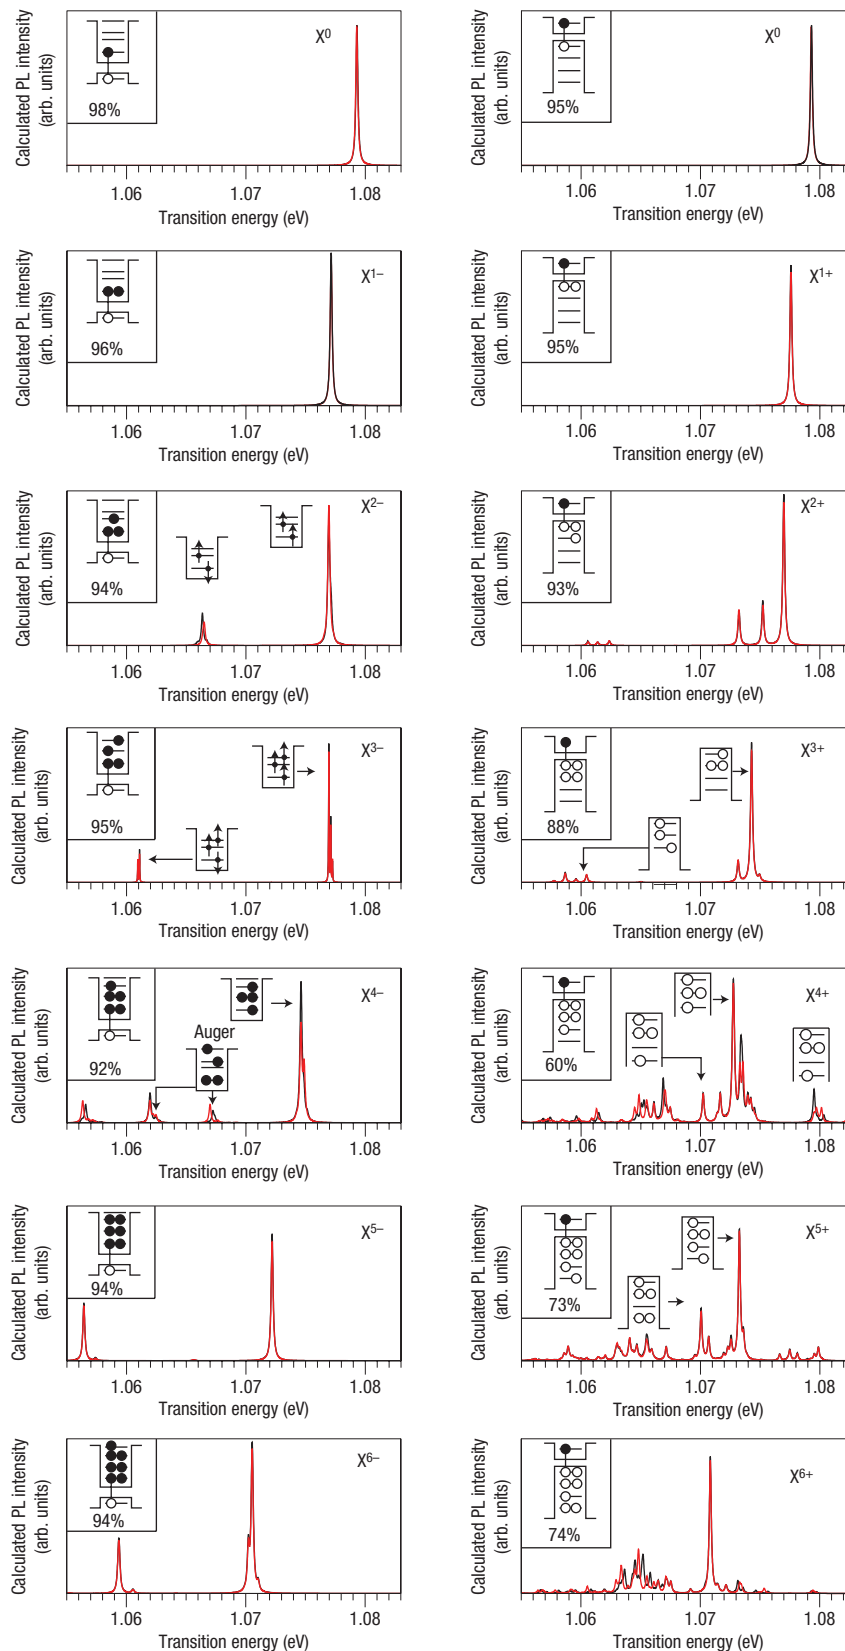 Calculated PL intensity
(arb. units)
X0
98%
1.06
1.07
1.08
Transition energy (eV)
Calculated PL intensity
(arb. units)
X0
95%
1.06
1.07
1.08
Transition energy (eV)
Calculated PL intensity
(arb. units)
X1−
96%
1.06
1.07
1.08
Transition energy (eV)
Calculated PL intensity
(arb. units)
X1+
95%
1.06
1.07
1.08
Transition energy (eV)
Calculated PL intensity
(arb. units)
X2−
94%
1.06
1.07
1.08
Transition energy (eV)
Calculated PL intensity
(arb. units)
X2+
93%
1.06
1.07
1.08
Transition energy (eV)
Calculated PL intensity
(arb. units)
X3−
95%
1.06
1.07
1.08
Transition energy (eV)
Calculated PL intensity
(arb. units)
X3+
88%
1.06
1.07
1.08
Transition energy (eV)
Calculated PL intensity
(arb. units)
X4−
Auger
92%
1.06
1.07
1.08
Transition energy (eV)
Calculated PL intensity
(arb. units)
X4+
60%
1.06
1.07
1.08
Transition energy (eV)
Calculated PL intensity
(arb. units)
X5−
94%
1.06
1.07
1.08
Transition energy (eV)
Calculated PL intensity
(arb. units)
X5+
73%
1.06
1.07
1.08
Transition energy (eV)
Calculated PL intensity
(arb. units)
X6−
94%
1.06
1.07
1.08
Transition energy (eV)
Calculated PL intensity
(arb. units)
X6+
74%
1.06
1.07
1.08
Transition energy (eV)